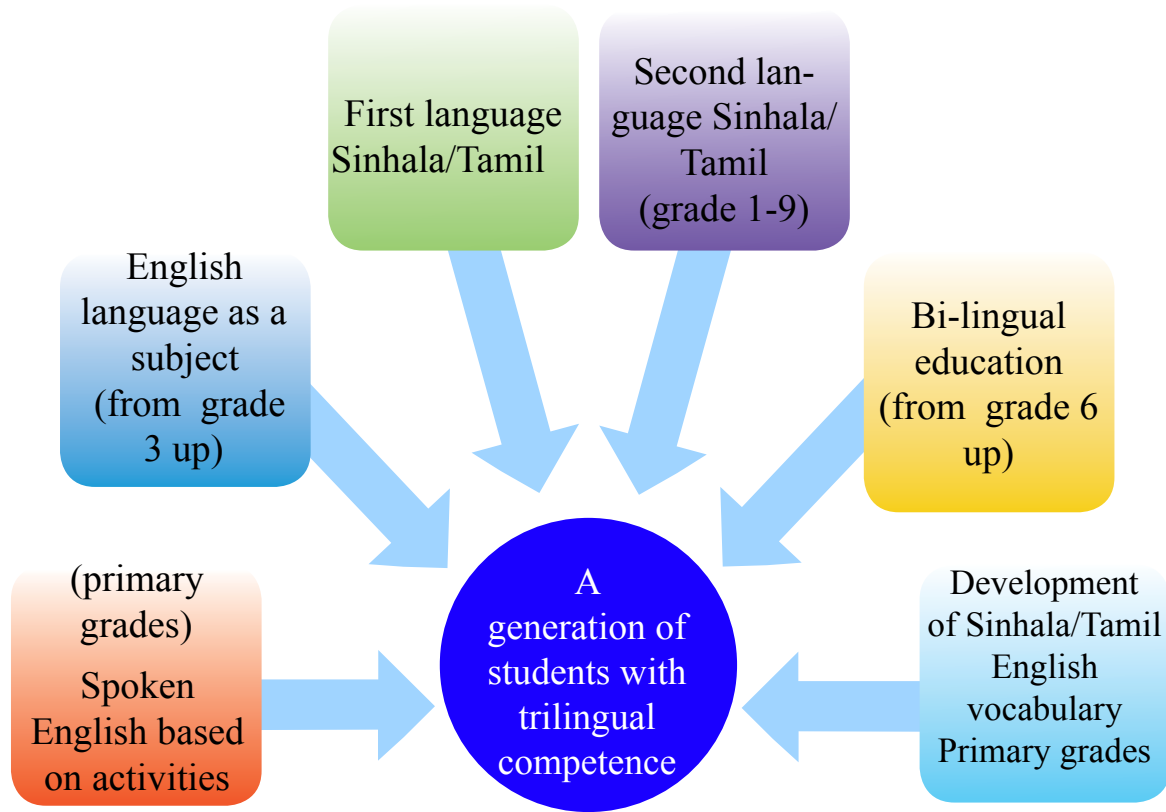 First language
Sinhala/Tamil
Second lan-
guage Sinhala/
Tamil
(grade 1-9)
English
language as a
subject
(from grade
3 up)
Bi-lingual
education
(from grade 6
up)
(primary
grades)
Spoken
English based
on activities
A
generation of
students with
trilingual
competence
Development
of Sinhala/Tamil
English
vocabulary
Primary grades